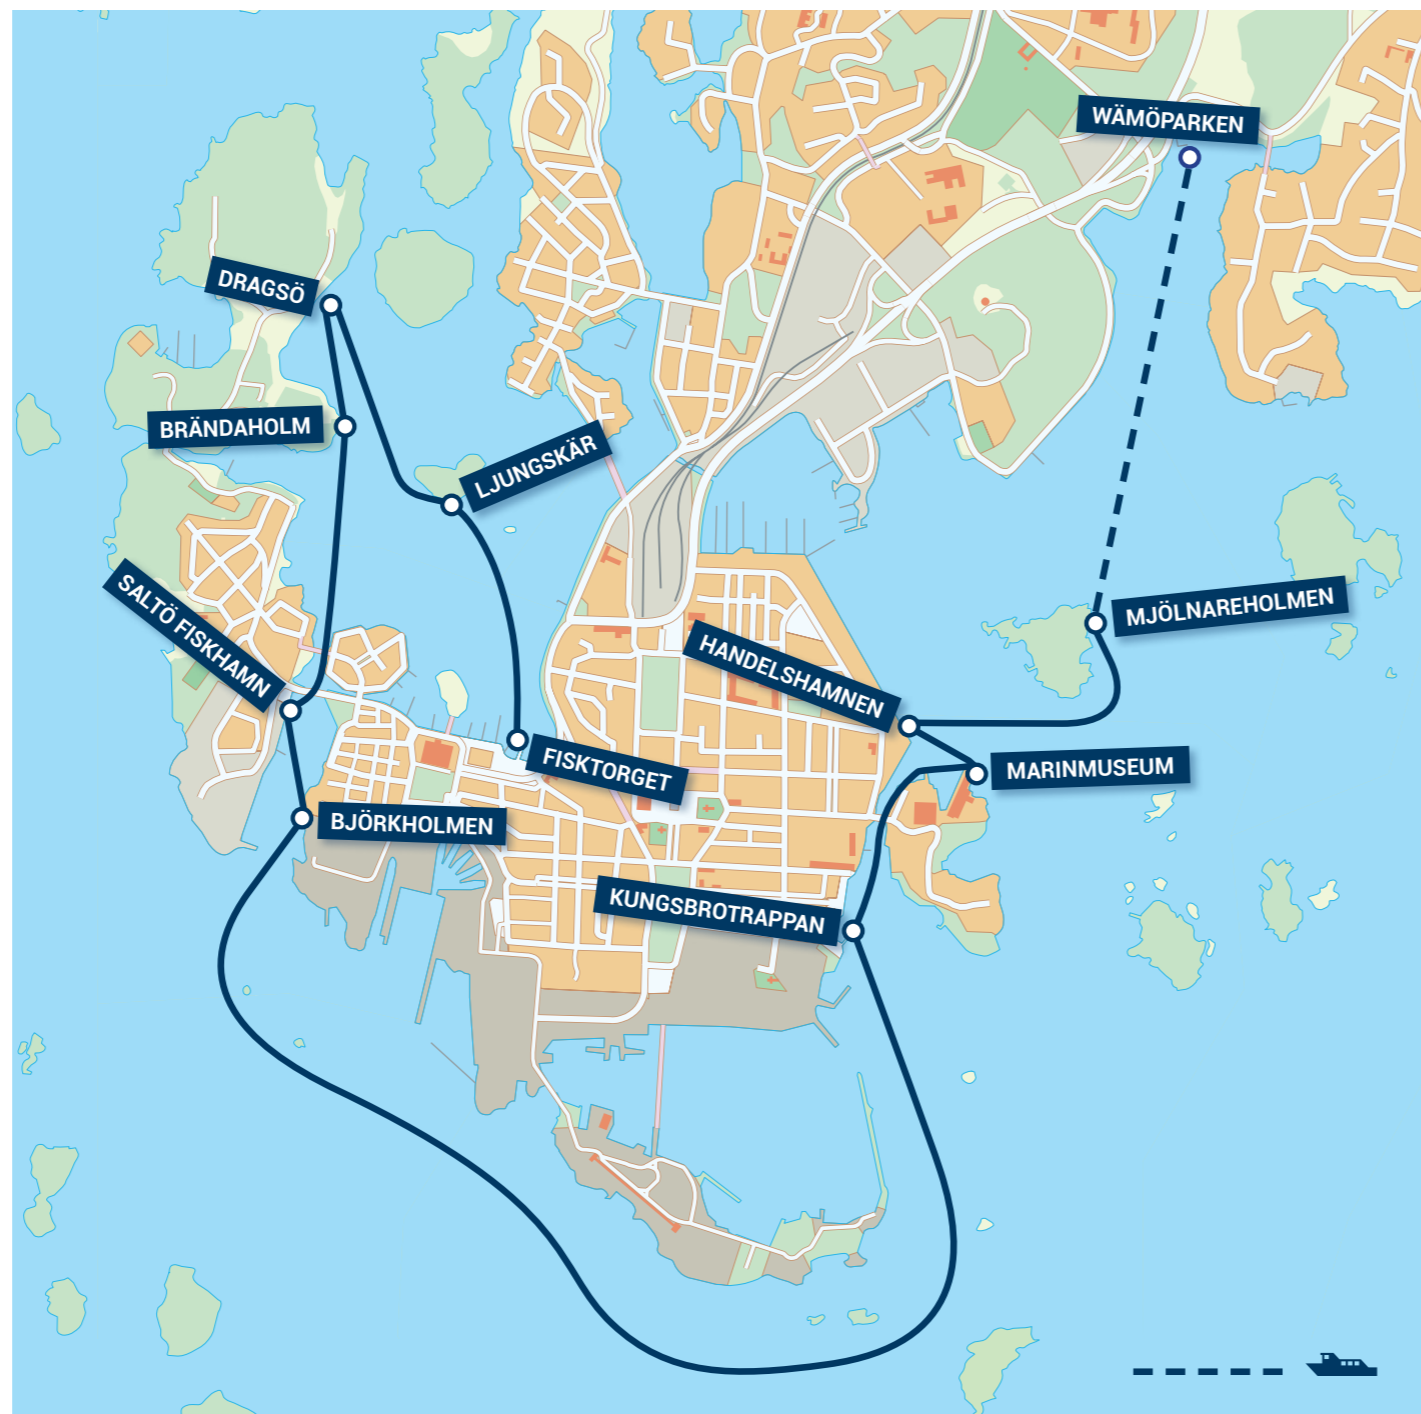 WÄMÖPARKEN
DRAGSÖ
BRÄNDAHOLM
LJUNGSKÄR
SALTÖ FISKHAMN
MJÖLNAREHOLMEN
HANDELSHAMNEN
FISKTORGET
MARINMUSEUM
BJÖRKHOLMEN
KUNGSBROTRAPPAN